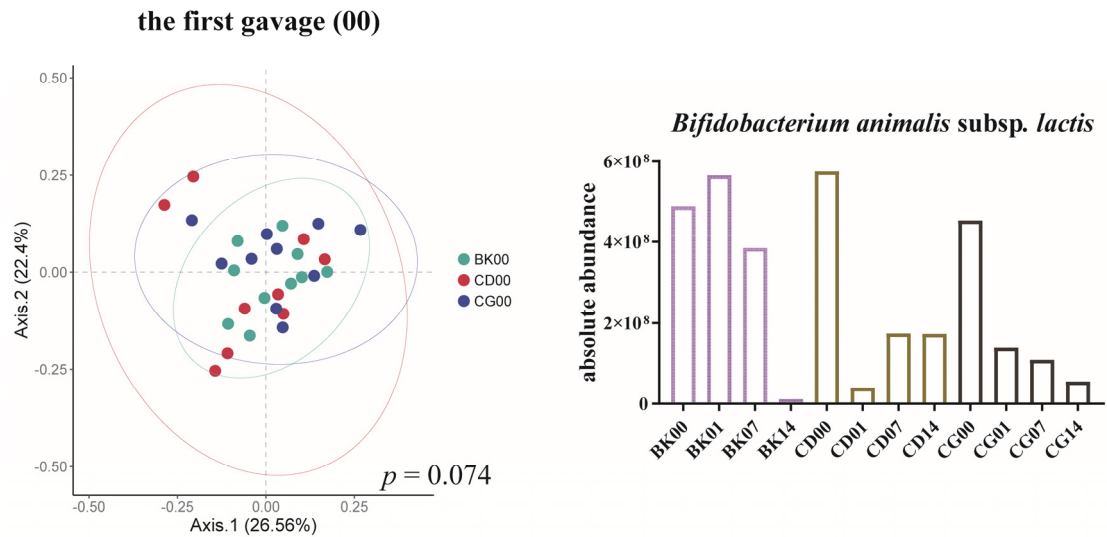 the first gavage (00)
0.50
0.25
0.00
-0.25
-0.50
Axis.2 (22.4%)
-0.50
-0.25
0.00
0.25
Axis.1 (26.56%)
p = 0.074
BK00
CD00
CG00
Bifidobacterium animalis subsp. lactis
absolute abundance
6×10⁸
4×10⁸
2×10⁸
0
BK00
BK01
BK07
BK14
CD00
CD01
CD07
CD14
CG00
CG01
CG07
CG14